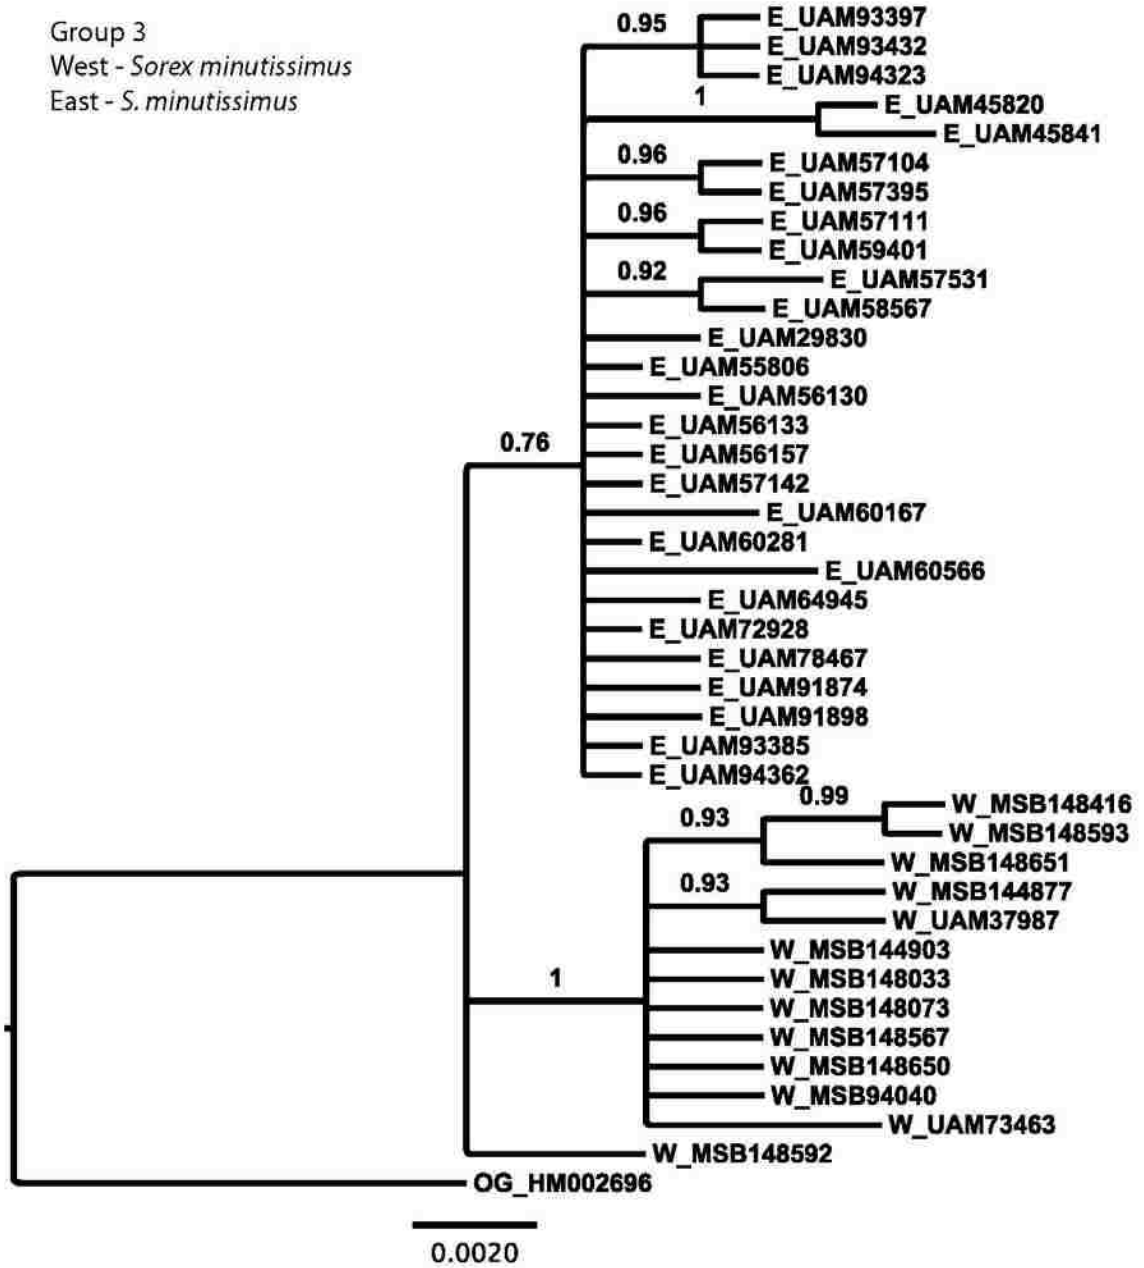 Group 3
West - Sorex minutissimus
East - S. minutissimus
0.95
E_UAM93397
E_UAM93432
E_UAM94323
1
E_UAM45820
E_UAM45841
0.96
E_UAM57104
E_UAM57395
0.96
E_UAM57111
E_UAM59401
0.92
E_UAM57531
E_UAM58567
E_UAM29830
E_UAM55806
E_UAM56130
E_UAM56133
0.76
E_UAM56157
E_UAM57142
E_UAM60167
E_UAM60281
E_UAM60566
E_UAM64945
E_UAM72928
E_UAM78467
E_UAM91874
E_UAM91898
E_UAM93385
E_UAM94362
0.99
W_MSB148416
0.93
W_MSB148593
W_MSB148651
0.93
W_MSB144877
W_UAM37987
W_MSB144903
1
W_MSB148033
W_MSB148073
W_MSB148567
W_MSB148650
W_MSB94040
W_UAM73463
W_MSB148592
OG_HM002696
0.0020